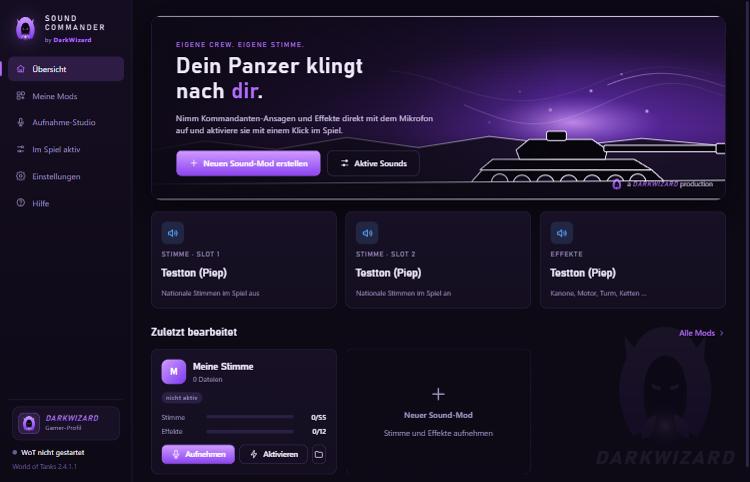 SOUND
COMMANDER
by DarkWizard
Übersicht
Meine Mods
Aufnahme-Studio
Im Spiel aktiv
Einstellungen
Hilfe
DARKWIZARD
Gamer-Profil
WoT nicht gestartet
World of Tanks 2.4.1.1
EIGENE CREW. EIGENE STIMME.
Dein Panzer klingt
nach dir.
Nimm Kommandanten-Ansagen und Effekte direkt mit dem Mikrofon
auf und aktiviere sie mit einem Klick im Spiel.
Neuen Sound-Mod erstellen
Aktive Sounds
a DARKWIZARD production
STIMME · SLOT 1
Testton (Piep)
Nationale Stimmen im Spiel aus
STIMME · SLOT 2
Testton (Piep)
Nationale Stimmen im Spiel an
EFFEKTE
Testton (Piep)
Kanone, Motor, Turm, Ketten ...
Zuletzt bearbeitet
Alle Mods
M
Meine Stimme
0 Dateien
nicht aktiv
Stimme 0/55
Effekte 0/12
Aufnehmen
Aktivieren
Neuer Sound-Mod
Stimme und Effekte aufnehmen
DARKWIZARD